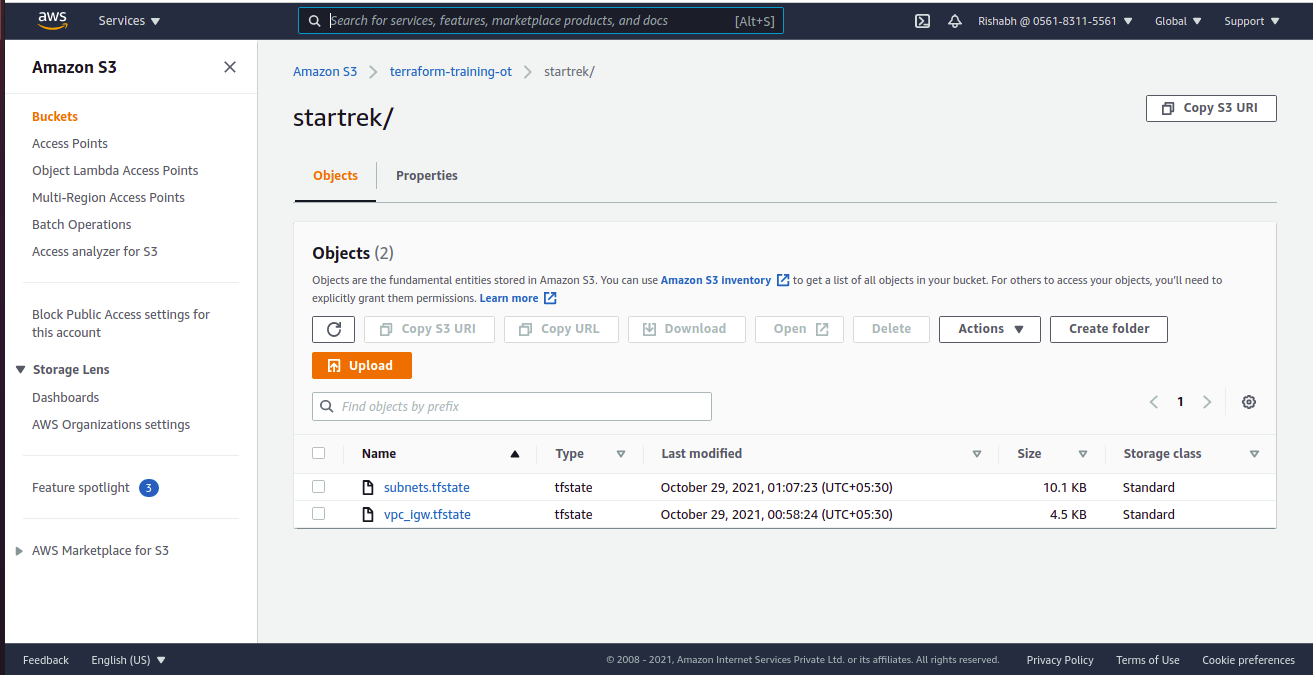 aws Services Search for services, features, marketplace products, and docs [Alt+S] Rishabh @ 0561-8311-5561 Global Support
Amazon S3
Buckets
Access Points
Object Lambda Access Points
Multi-Region Access Points
Batch Operations
Access analyzer for S3
Block Public Access settings for
this account
Storage Lens
Dashboards
AWS Organizations settings
Feature spotlight 3
AWS Marketplace for S3
Amazon S3 terraform-training-ot startrek/
startrek/
Copy S3 URI
Objects Properties
Objects (2)
Objects are the fundamental entities stored in Amazon S3. You can use Amazon S3 inventory to get a list of all objects in your bucket. For others to access your objects, you'll need to
explicitly grant them permissions. Learn more
Copy S3 URI Copy URL Download Open Delete Actions Create folder
Upload
Find objects by prefix 1
Name Type Last modified Size Storage class
subnets.tfstate tfstate October 29, 2021, 01:07:23 (UTC+05:30) 10.1 KB Standard
vpc_igw.tfstate tfstate October 29, 2021, 00:58:24 (UTC+05:30) 4.5 KB Standard
Feedback English (US) © 2008 - 2021, Amazon Internet Services Private Ltd. or its affiliates. All rights reserved. Privacy Policy Terms of Use Cookie preferences